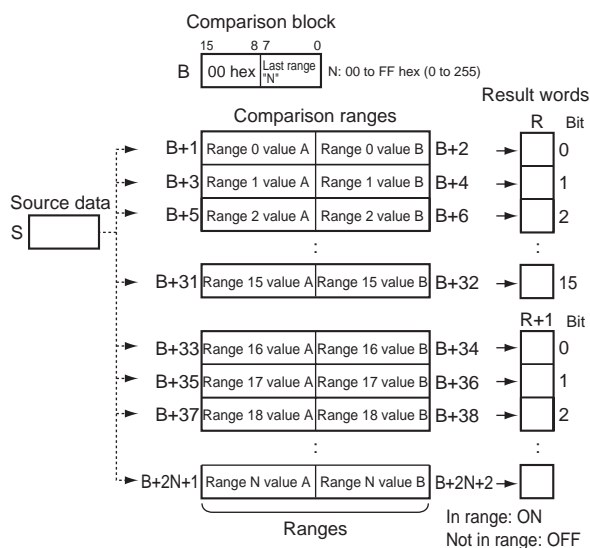 Comparison block
15 8 7 0
B 00 hex Last range "N" N: 00 to FF hex (0 to 255)
Result words
Comparison ranges
R Bit
B+1 Range 0 value A Range 0 value B B+2 0
B+3 Range 1 value A Range 1 value B B+4 1
Source data
B+5 Range 2 value A Range 2 value B B+6 2
S
:
:
B+31 Range 15 value A Range 15 value B B+32 15
R+1 Bit
B+33 Range 16 value A Range 16 value B B+34 0
B+35 Range 17 value A Range 17 value B B+36 1
B+37 Range 18 value A Range 18 value B B+38 2
:
:
B+2N+1 Range N value A Range N value B B+2N+2
Ranges
In range: ON
Not in range: OFF